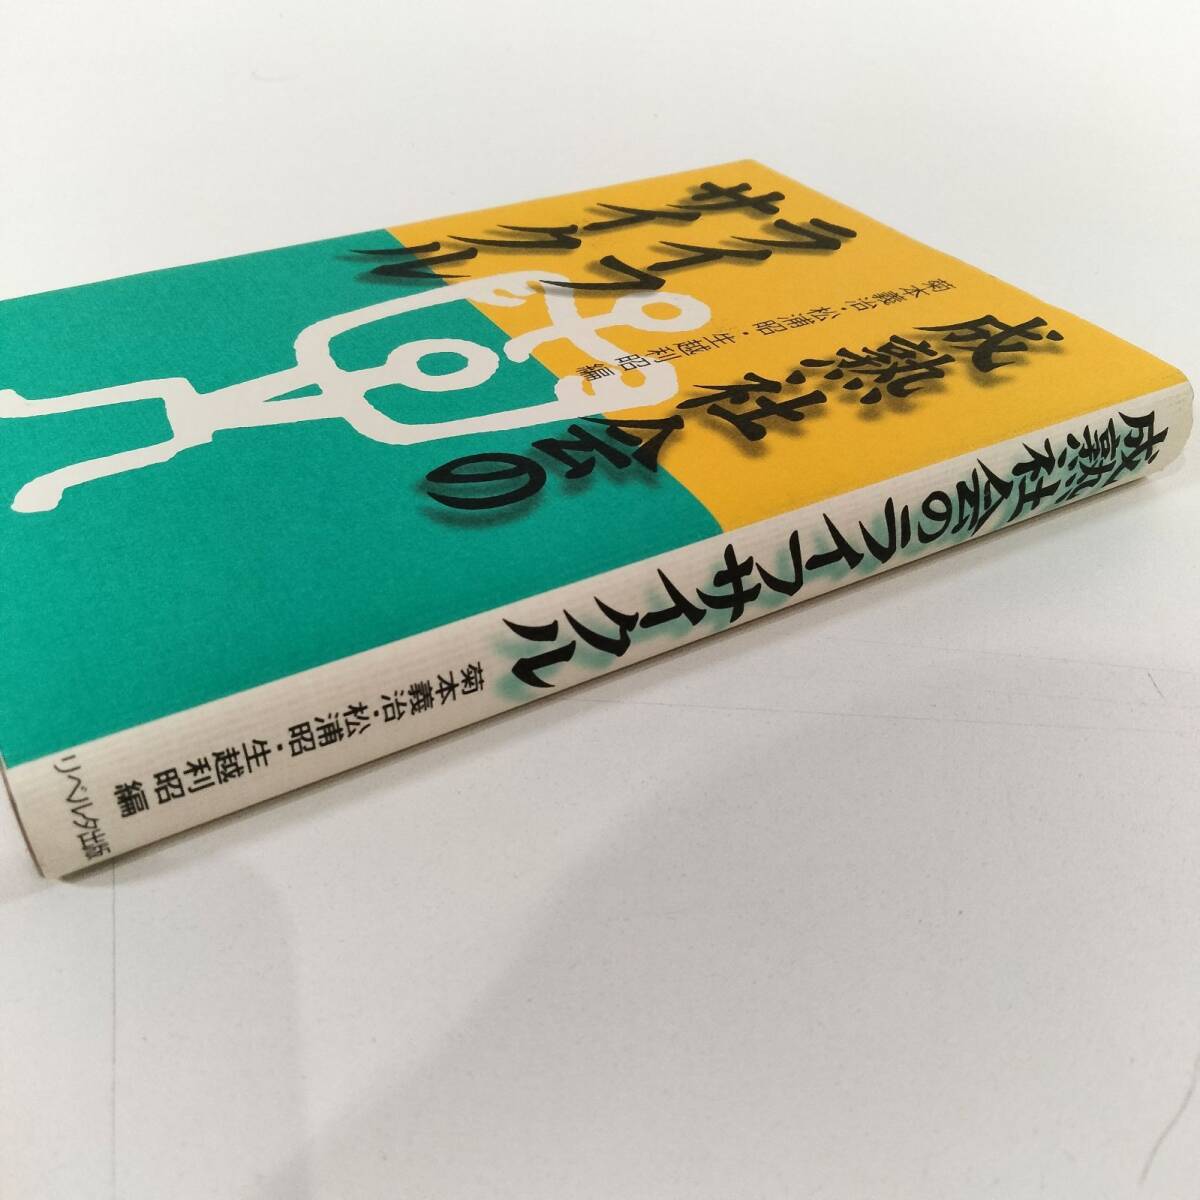 成熟社会の
ライフ
サイクル
菊本義治・松浦昭・生越利昭 編
成熟社会のライフサイクル
菊本義治・松浦昭・生越利昭 編
リベルタ出版